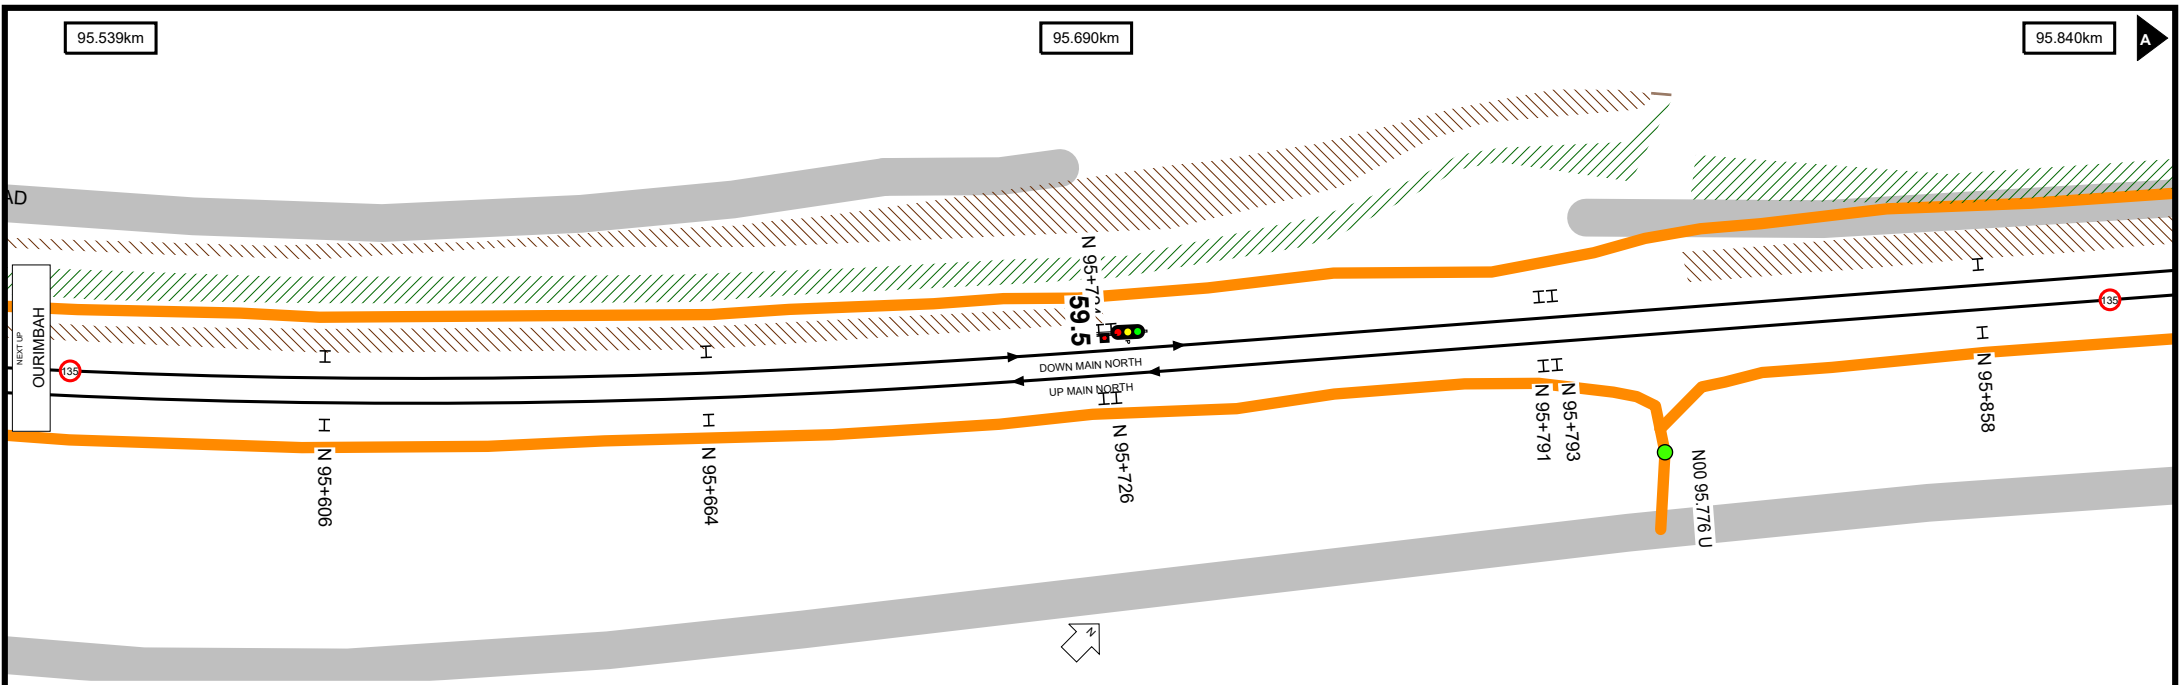 95.539km
95.690km
95.840km
A
AD
NEXT UP
OURIMBAH
135
59.5
DOWN MAIN NORTH
UP MAIN NORTH
135
N 95+606
N 95+664
N 95+726
N 95+791
N 95+793
N00 95.776 U
N 95+858
N